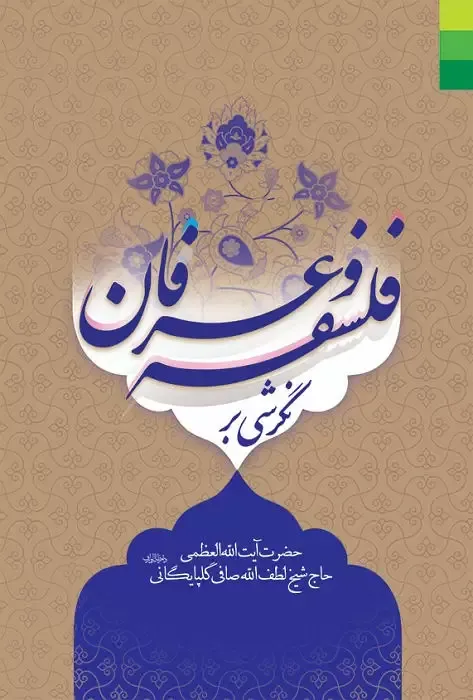 نگرشی بر
فلسفه و عرفان
حضرت آیت الله العظمی
حاج شیخ لطف الله صافی گلپایگانی